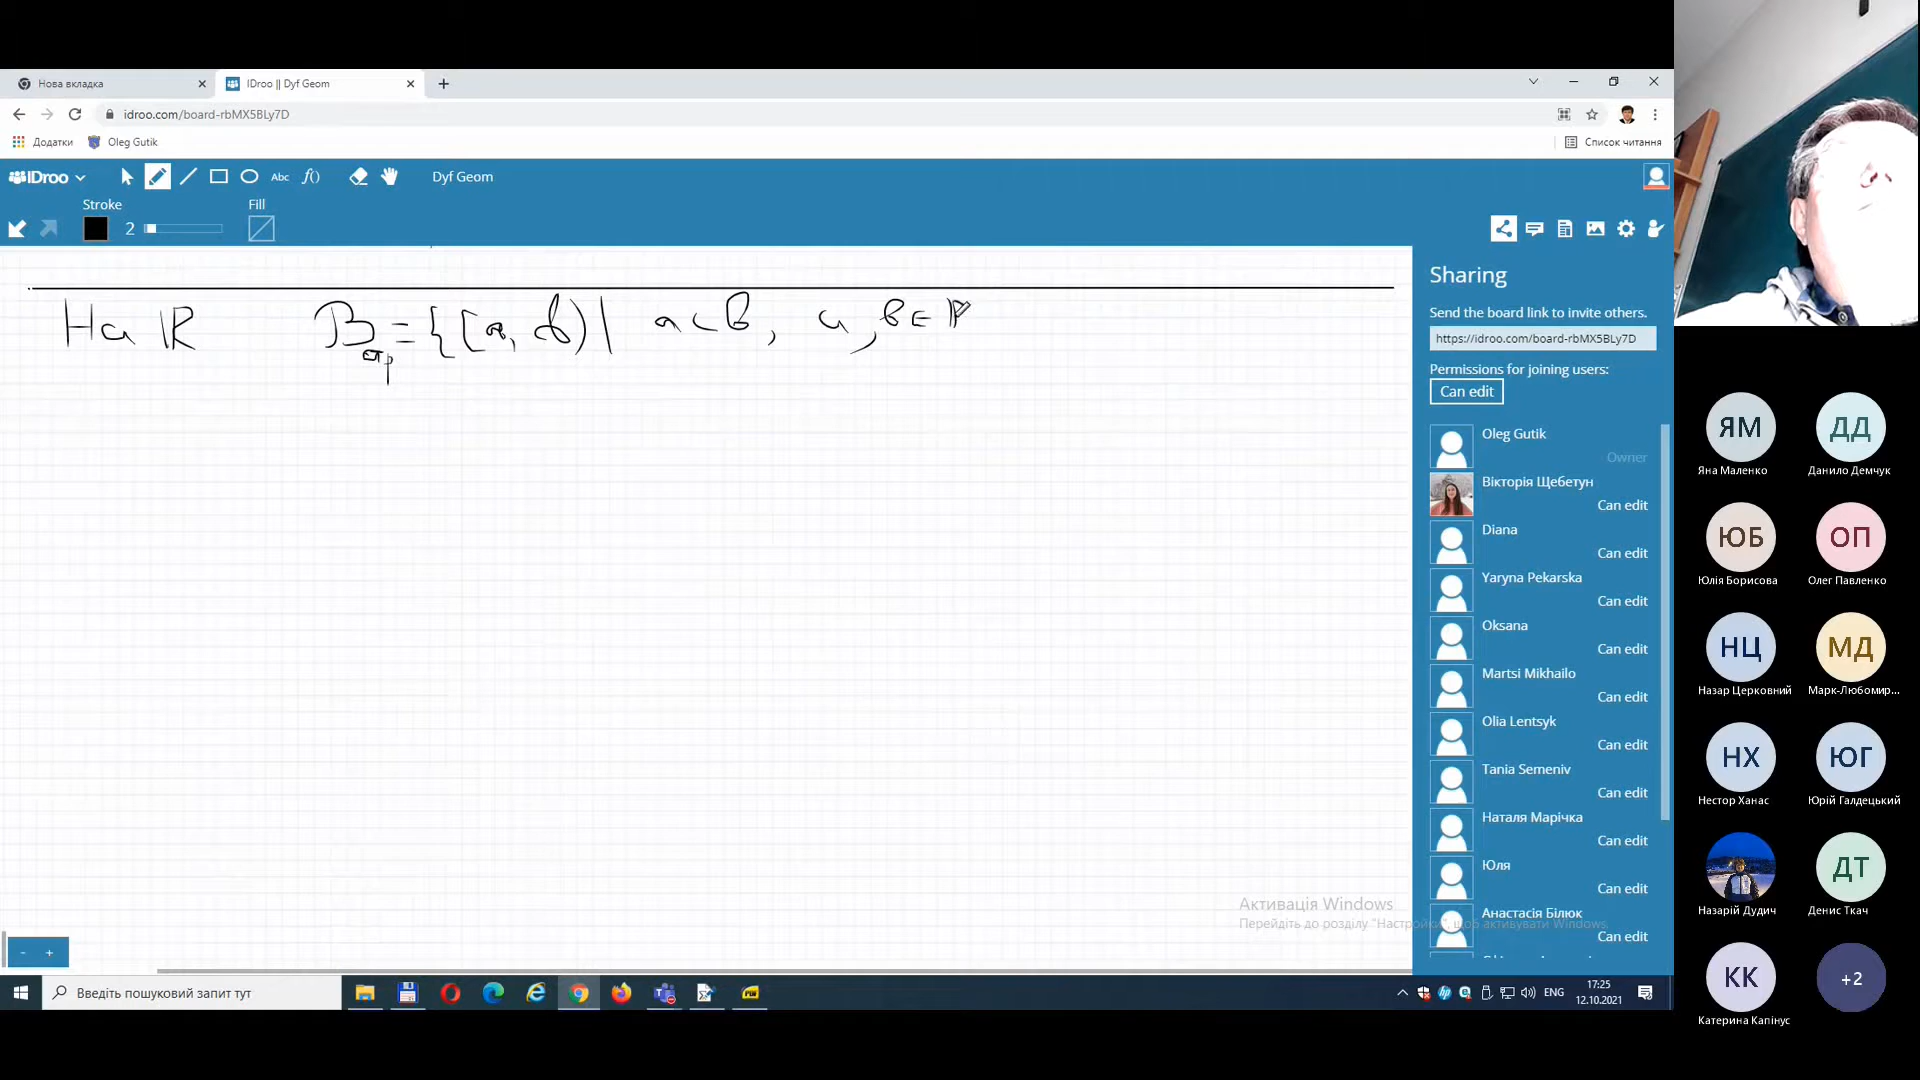 Нова вкладка
IDroo || Dyf Geom
idroo.com/board-rbMX5BLy7D
Додатки
Oleg Gutik
Список читання
IDroo
Abc
f()
Dyf Geom
Stroke
Fill
2
На ℝ 𝓑ₐₚ = {[a, b) | a < b, a, b ∈ ℝ
Sharing
Send the board link to invite others.
https://idroo.com/board-rbMX5BLy7D
Permissions for joining users:
Can edit
Oleg Gutik
Owner
Вікторія Щебетун
Can edit
Diana
Can edit
Yaryna Pekarska
Can edit
Oksana
Can edit
Martsi Mikhailo
Can edit
Olia Lentsyk
Can edit
Tania Semeniv
Can edit
Наталя Марічка
Can edit
Юля
Can edit
Анастасія Білюк
Can edit
Активація Windows
Перейдіть до розділу "Настройки", щоб активувати Windows.
- +
Введіть пошуковий запит тут
ENG
17:25
12.10.2021
ЯМ
Яна Маленко
ДД
Данило Демчук
ЮБ
Юлія Борисова
ОП
Олег Павленко
НЦ
Назар Церковний
МД
Марк-Любомир...
НХ
Нестор Ханас
ЮГ
Юрій Галдецький
Назарій Дудич
ДТ
Денис Ткач
КК
Катерина Капінус
+2